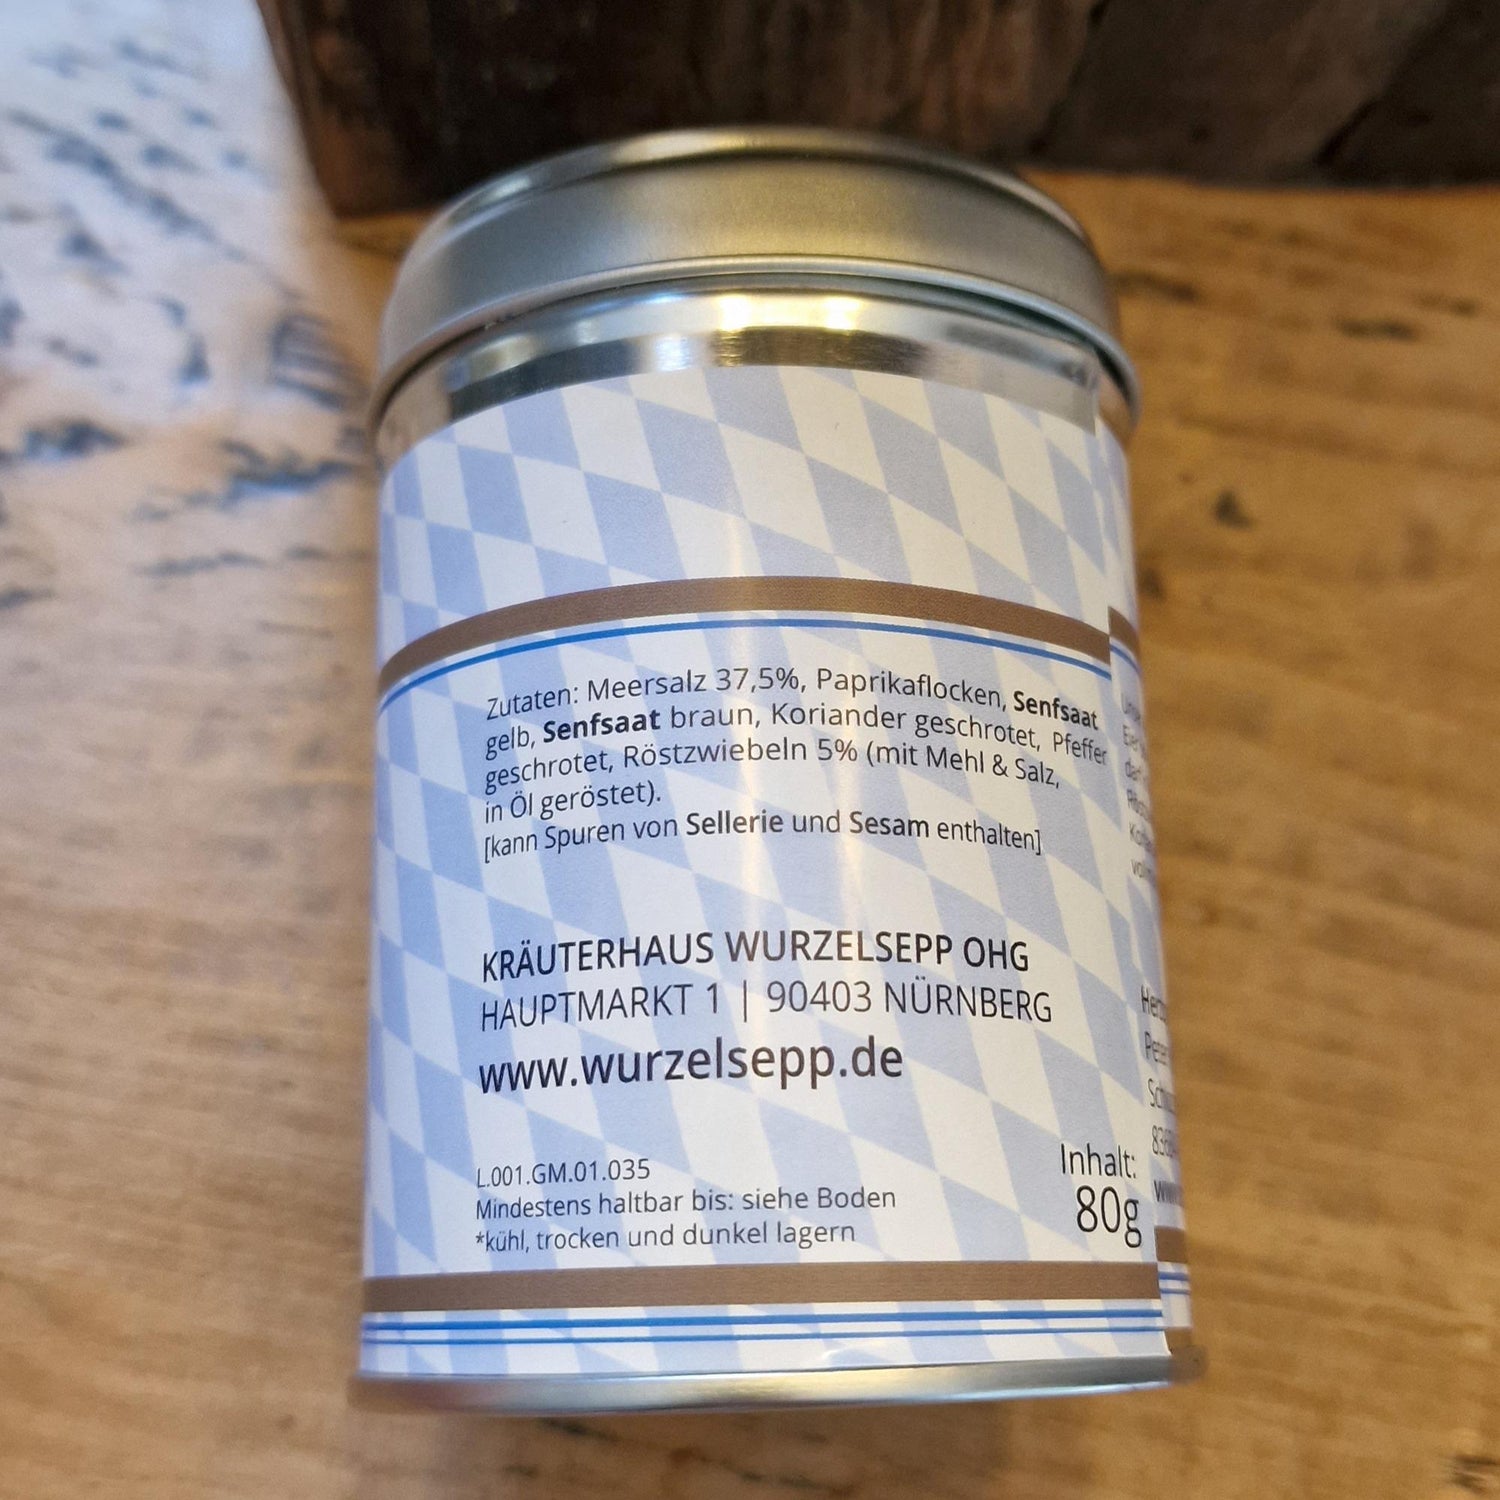 Zutaten: Meersalz 37,5%, Paprikaflocken, Senfsaat
gelb, Senfsaat braun, Koriander geschrotet, Pfeffer
geschrotet, Röstzwiebeln 5% (mit Mehl & Salz,
in Öl geröstet).
[kann Spuren von Sellerie und Sesam enthalten]
KRÄUTERHAUS WURZELSEPP OHG
HAUPTMARKT 1 | 90403 NÜRNBERG
www.wurzelsepp.de
L.001.GM.01.035
Mindestens haltbar bis: siehe Boden
*kühl, trocken und dunkel lagern
Inhalt:
80g